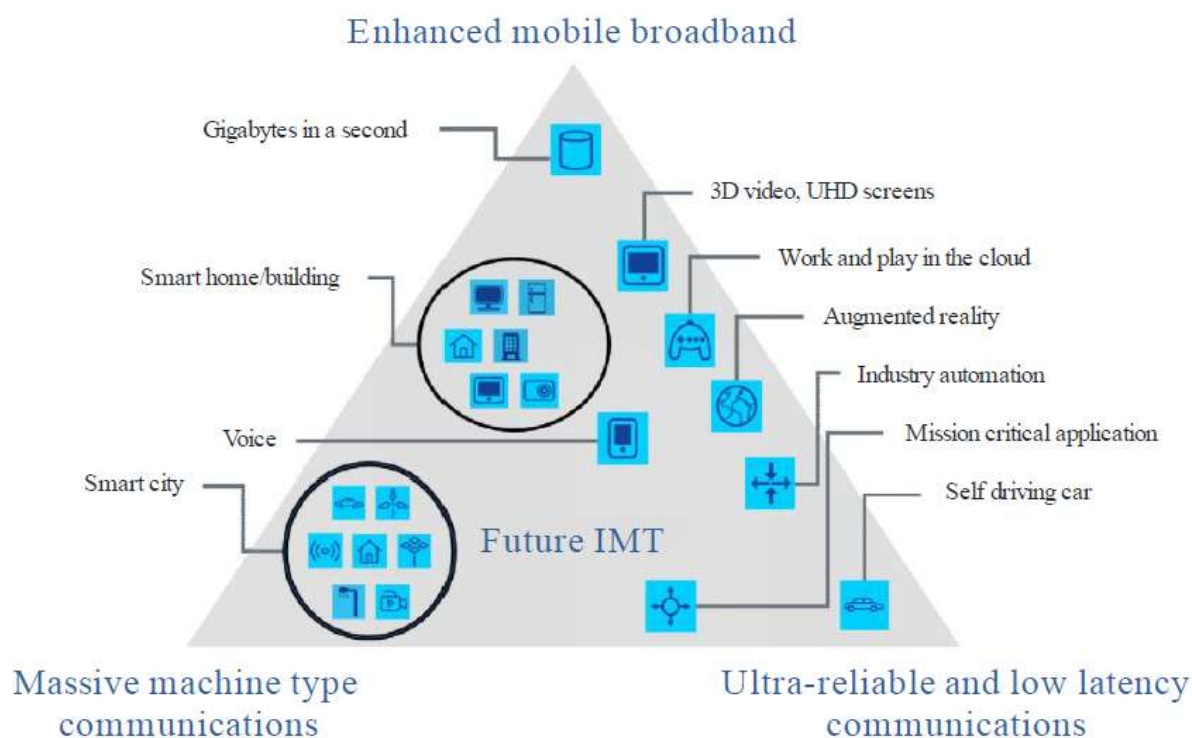 Enhanced mobile broadband
Gigabytes in a second
3D video, UHD screens
Work and play in the cloud
Smart home/building
Augmented reality
Industry automation
Voice
Mission critical application
Smart city
Self driving car
Future IMT
Massive machine type
communications
Ultra-reliable and low latency
communications